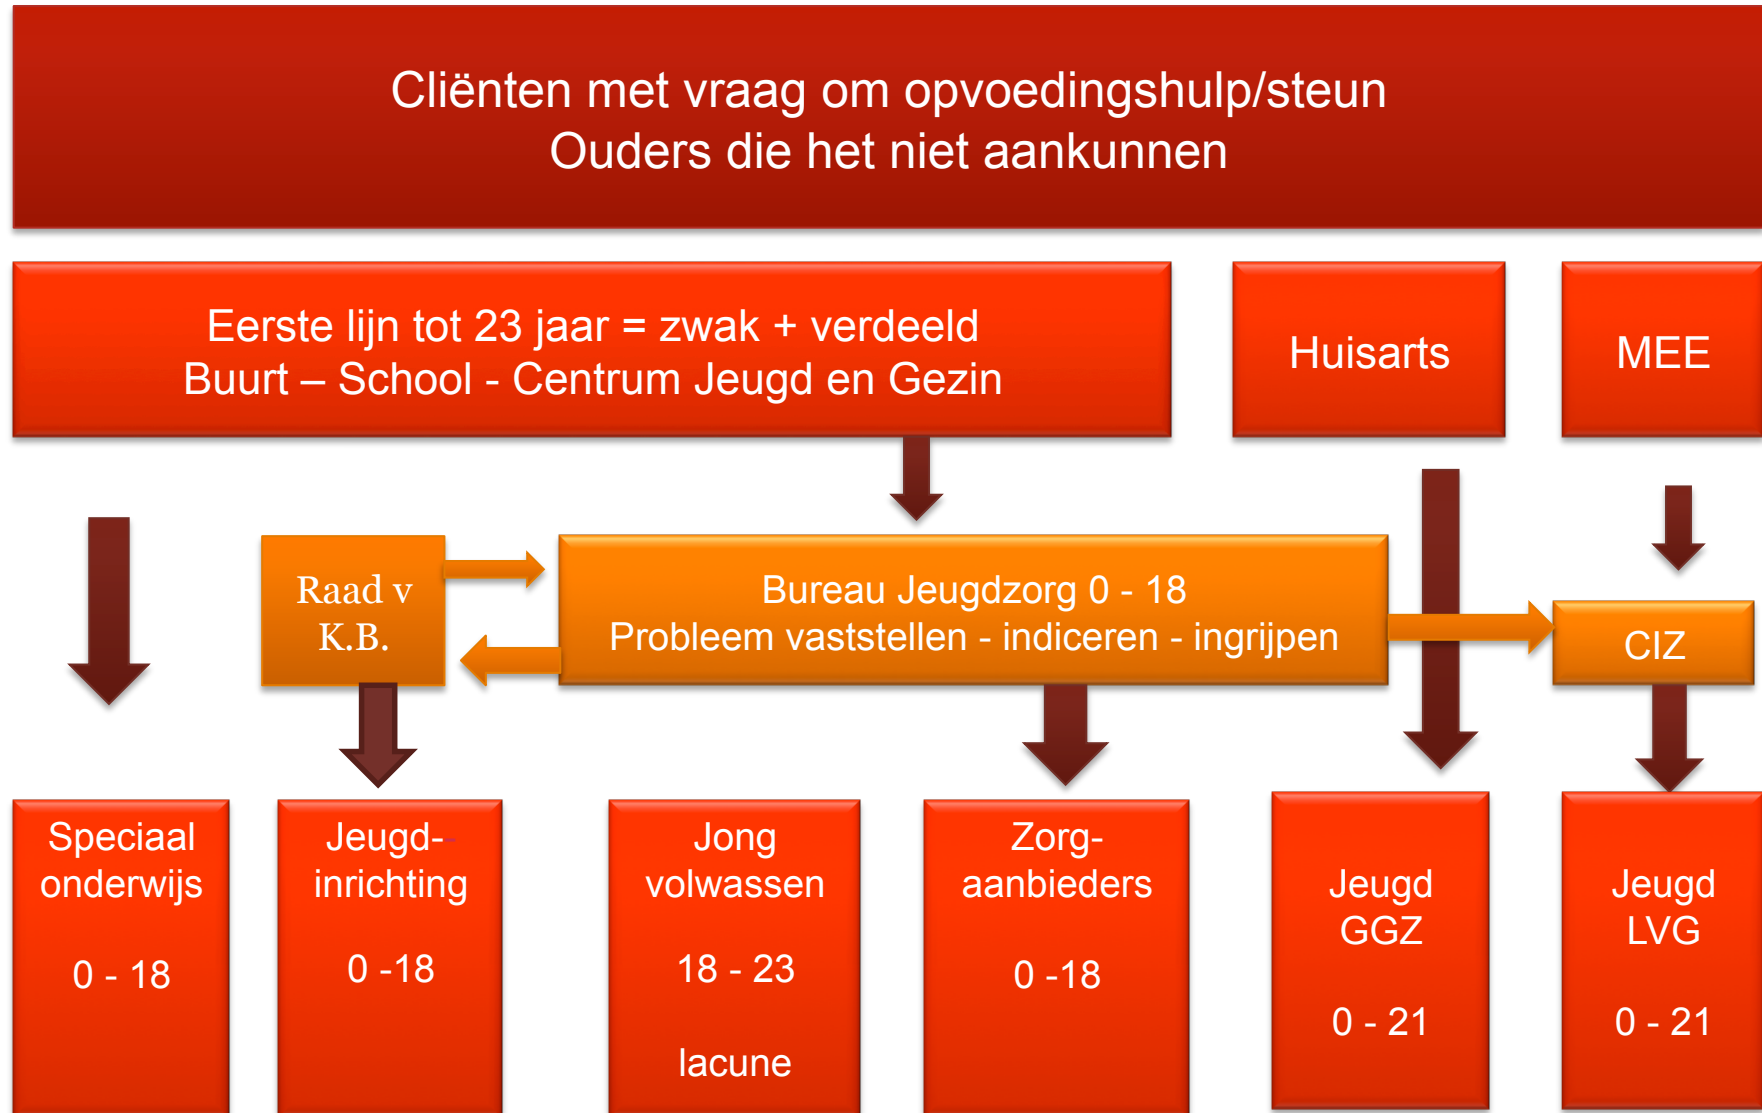 Cliënten met vraag om opvoedingshulp/steun
Ouders die het niet aankunnen
Eerste lijn tot 23 jaar = zwak + verdeeld
Buurt – School - Centrum Jeugd en Gezin
Huisarts
MEE
Raad v
K.B.
Bureau Jeugdzorg 0 - 18
Probleem vaststellen - indiceren - ingrijpen
CIZ
Speciaal
onderwijs
0 - 18
Jeugd-
inrichting
0 -18
Jong
volwassen
18 - 23
lacune
Zorg-
aanbieders
0 -18
Jeugd
GGZ
0 - 21
Jeugd
LVG
0 - 21